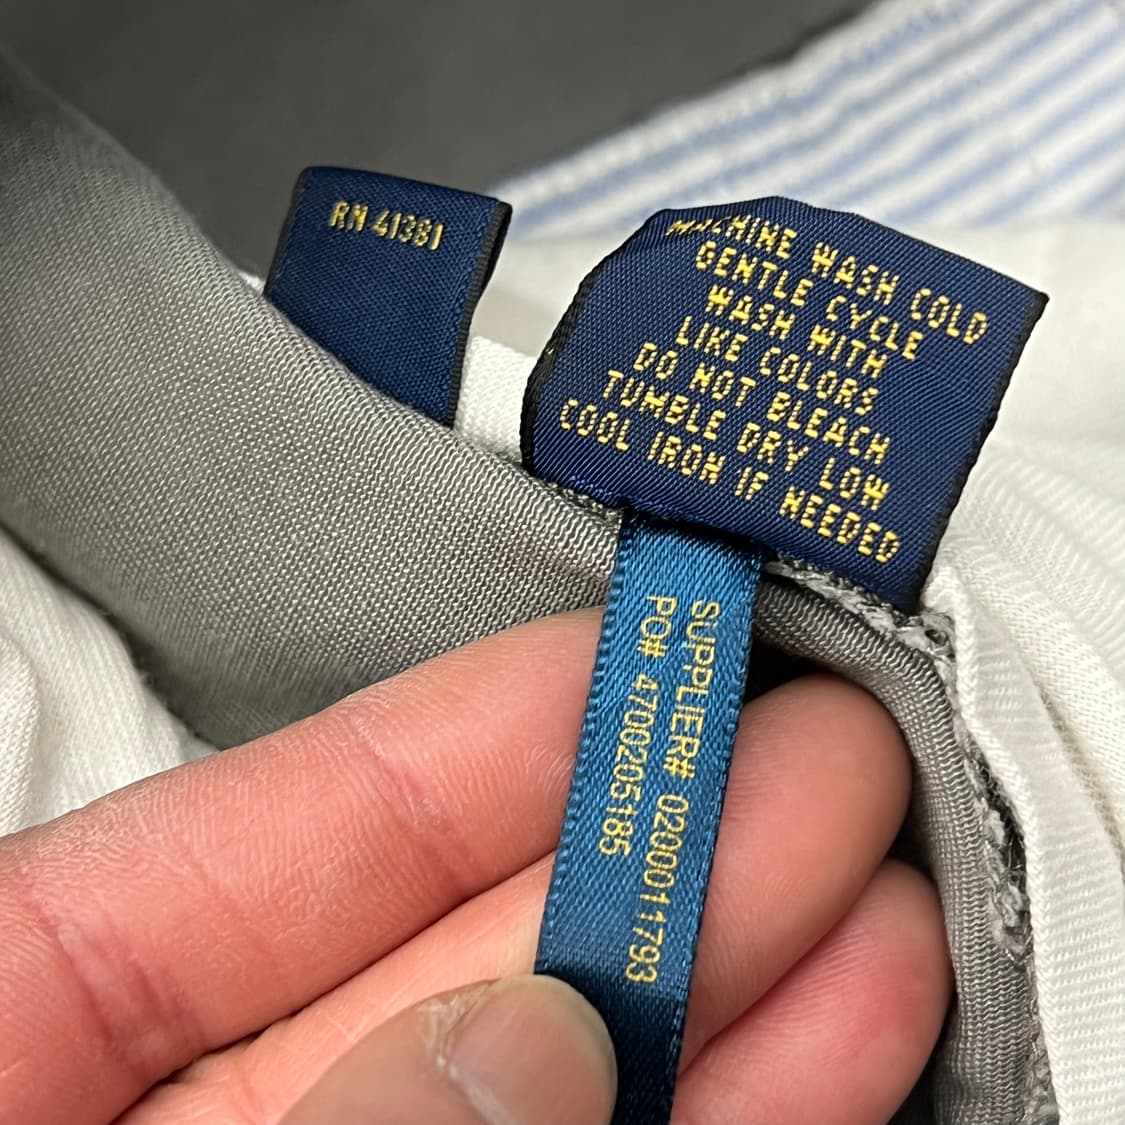 RN 41381
MACHINE WASH COLD
GENTLE CYCLE
WASH WITH
LIKE COLORS
DO NOT BLEACH
TUMBLE DRY LOW
COOL IRON IF NEEDED
SUPPLIER# 0200011793
PO# 4700205185